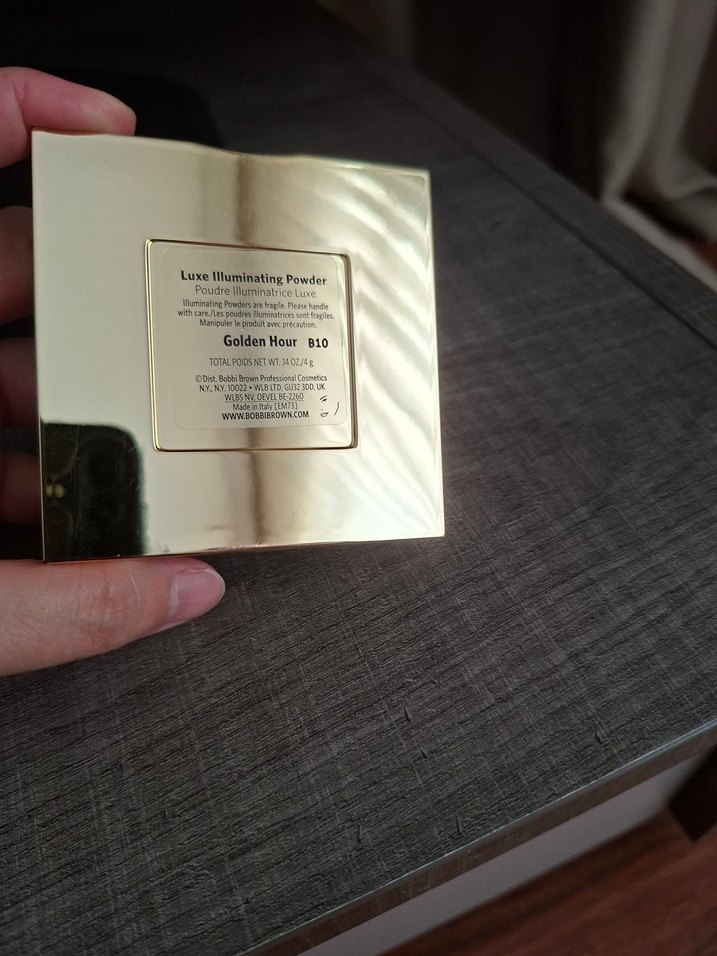 Luxe Illuminating Powder
Poudre Illuminatrice Luxe
Illuminating Powders are fragile. Please handle
with care./Les poudres illuminatrices sont fragiles.
Manipuler le produit avec précaution.
Golden Hour B10
TOTAL POIDS NET WT. .14 OZ./4 g
© Dist. Bobbi Brown Professional Cosmetics
N.Y., N.Y. 10022 • WLB LTD, GU32 3DD, UK
WLBS NV, OEVEL BE-2260
Made in Italy [EM73]
WWW.BOBBIBROWN.COM